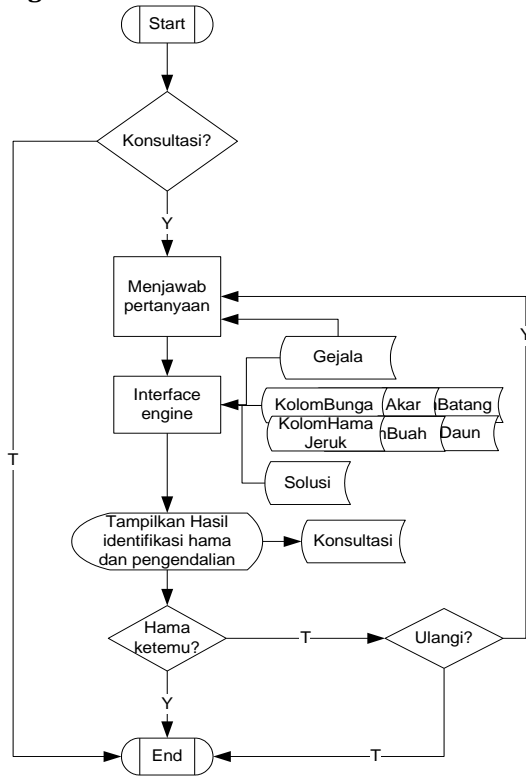 Start
Konsultasi?
Y
Menjawab
pertanyaan
Y
Gejala
Interface
engine
KolomBunga Akar Batang
KolomHama
Jeruk
Buah Daun
T
Solusi
Tampilkan Hasil
identifikasi hama
dan pengendalian
Konsultasi
Hama
ketemu?
T
Ulangi?
Y
End
T